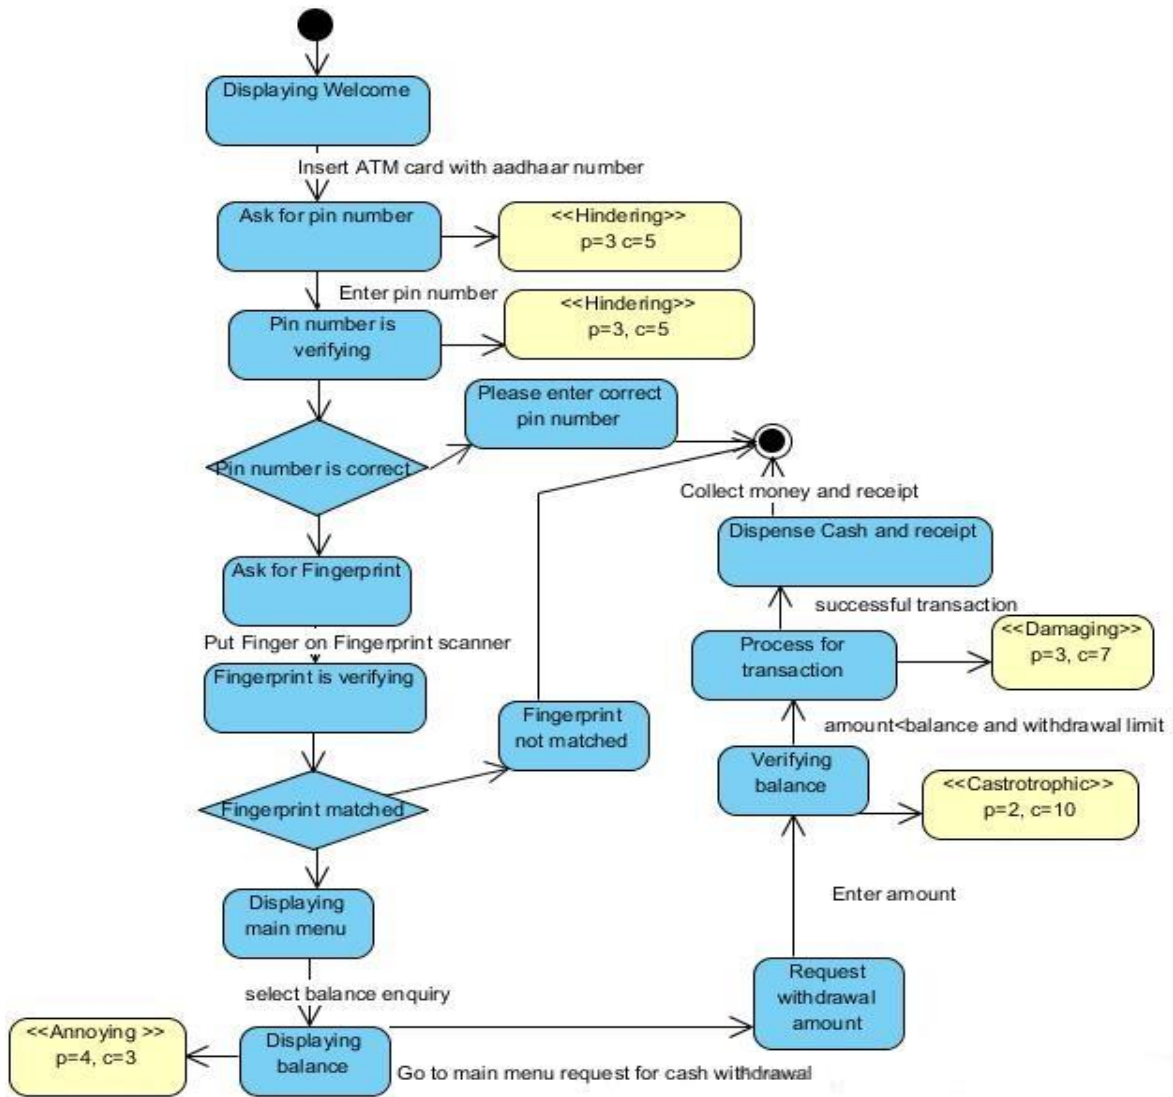 Displaying Welcome
Insert ATM card with aadhaar number
Ask for pin number
<<Hindering>>
p=3 c=5
Enter pin number
Pin number is
verifying
<<Hindering>>
p=3, c=5
Please enter correct
pin number
Pin number is correct
Ask for Fingerprint
Put Finger on Fingerprint scanner
Fingerprint is verifying
Fingerprint
not matched
Fingerprint matched
Displaying
main menu
select balance enquiry
Displaying
balance
<<Annoying >>
p=4, c=3
Go to main menu request for cash withdrawal
Request
withdrawal
amount
Enter amount
Verifying
balance
<<Castrotrophic>>
p=2, c=10
amount<balance and withdrawal limit
Process for
transaction
<<Damaging>>
p=3, c=7
successful transaction
Dispense Cash and receipt
Collect money and receipt